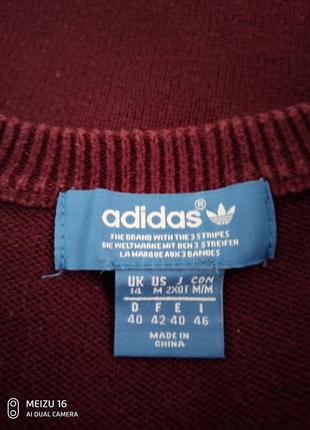 adidas ®
THE BRAND WITH THE 3 STRIPES
DIE WELTMARKE MIT DEN 3 STREIFEN
LA MARQUE AUX 3 BANDES
UK US J CDN
14 M 2XOT M/M
D F E I
40 42 40 46
MADE IN
CHINA
MEIZU 16
AI DUAL CAMERA